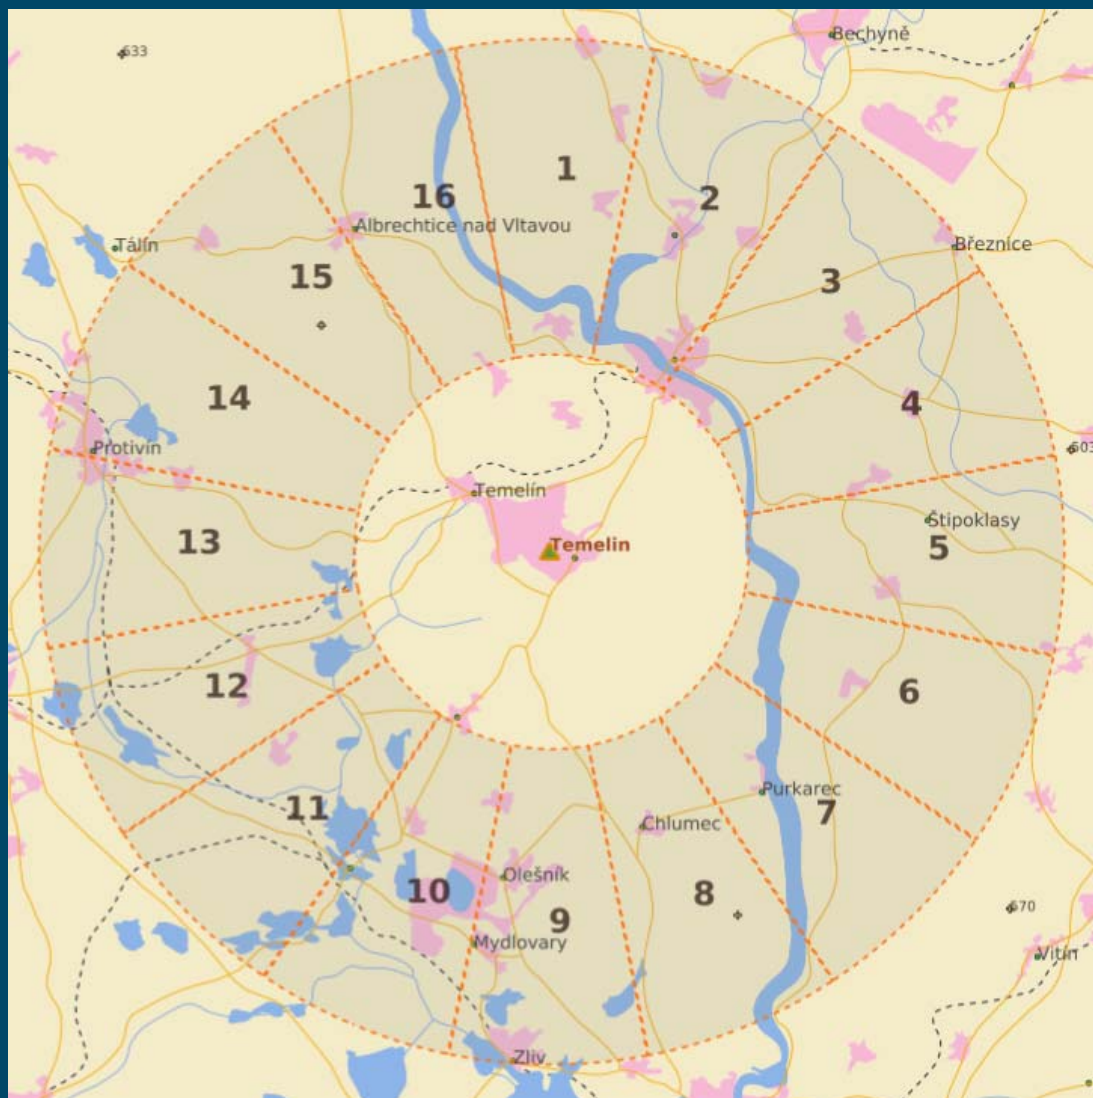 Bechyně
633
1
16
2
Albrechtice nad Vltavou
Tálín
Březnice
15
3
14
4
Protivín
603
Temelín
Štipoklasy
13
Temelin
5
12
6
Purkarec
11
7
Chlumec
Olešník
10
8
9
670
Mydlovary
Vitín
Zliv